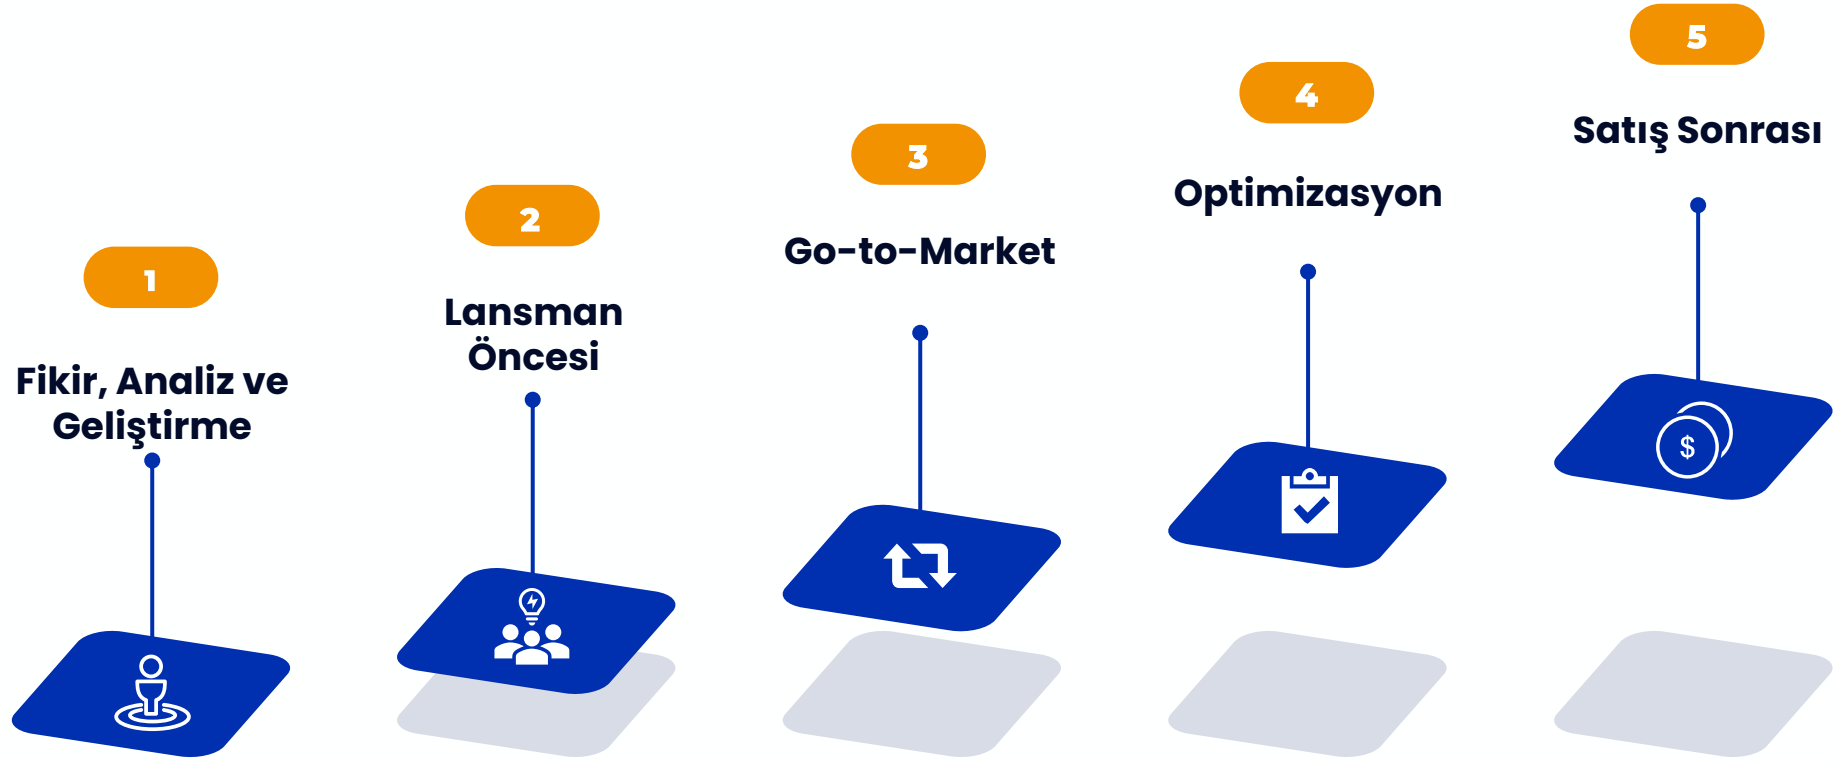 1
Fikir, Analiz ve
Geliştirme
2
Lansman
Öncesi
3
Go-to-Market
4
Optimizasyon
5
Satış Sonrası
$